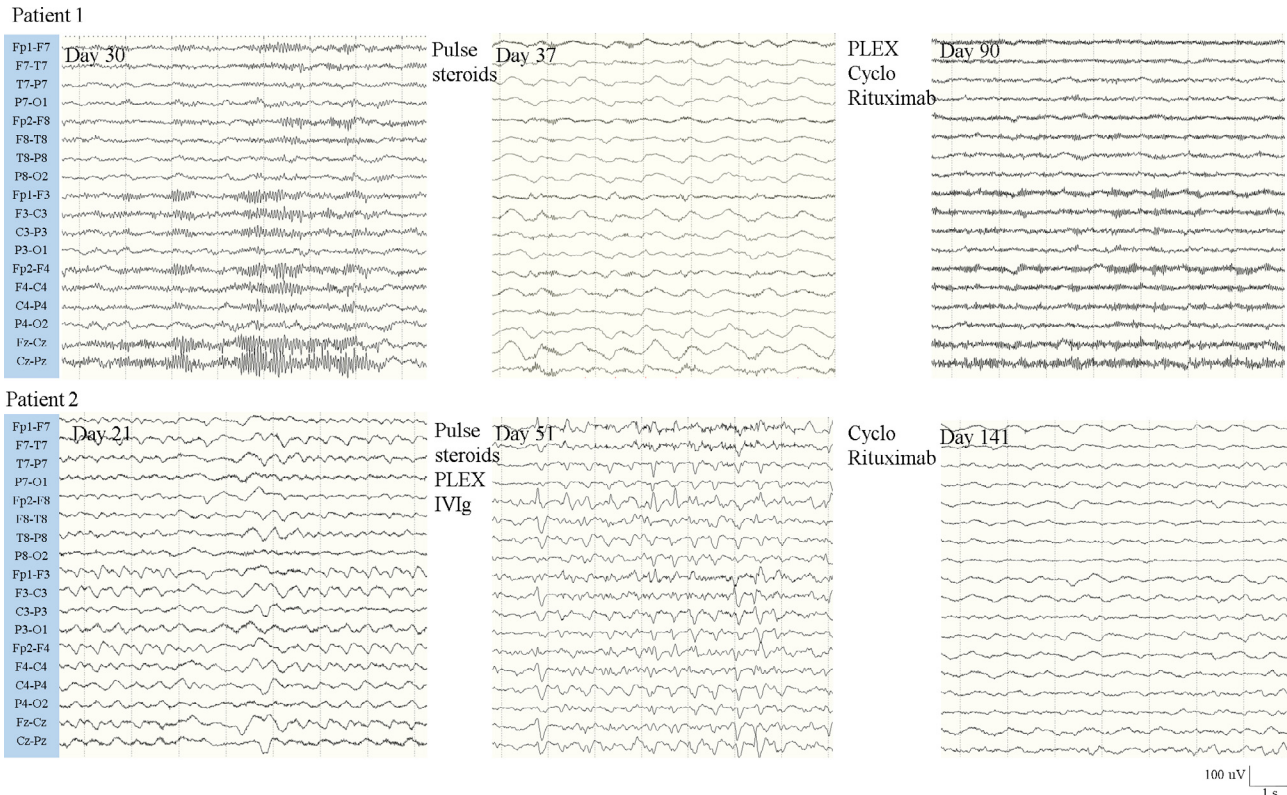 Patient 1
Fp1-F7
F7-T7
T7-P7
P7-O1
Fp2-F8
F8-T8
T8-P8
P8-O2
Fp1-F3
F3-C3
C3-P3
P3-O1
Fp2-F4
F4-C4
C4-P4
P4-O2
Fz-Cz
Cz-Pz
Day 30
Pulse
steroids
Day 37
PLEX
Cyclo
Rituximab
Day 90
Patient 2
Fp1-F7
F7-T7
T7-P7
P7-O1
Fp2-F8
F8-T8
T8-P8
P8-O2
Fp1-F3
F3-C3
C3-P3
P3-O1
Fp2-F4
F4-C4
C4-P4
P4-O2
Fz-Cz
Cz-Pz
Day 21
Pulse
steroids
PLEX
IVIg
Day 51
Cyclo
Rituximab
Day 141
100 uV
1 s